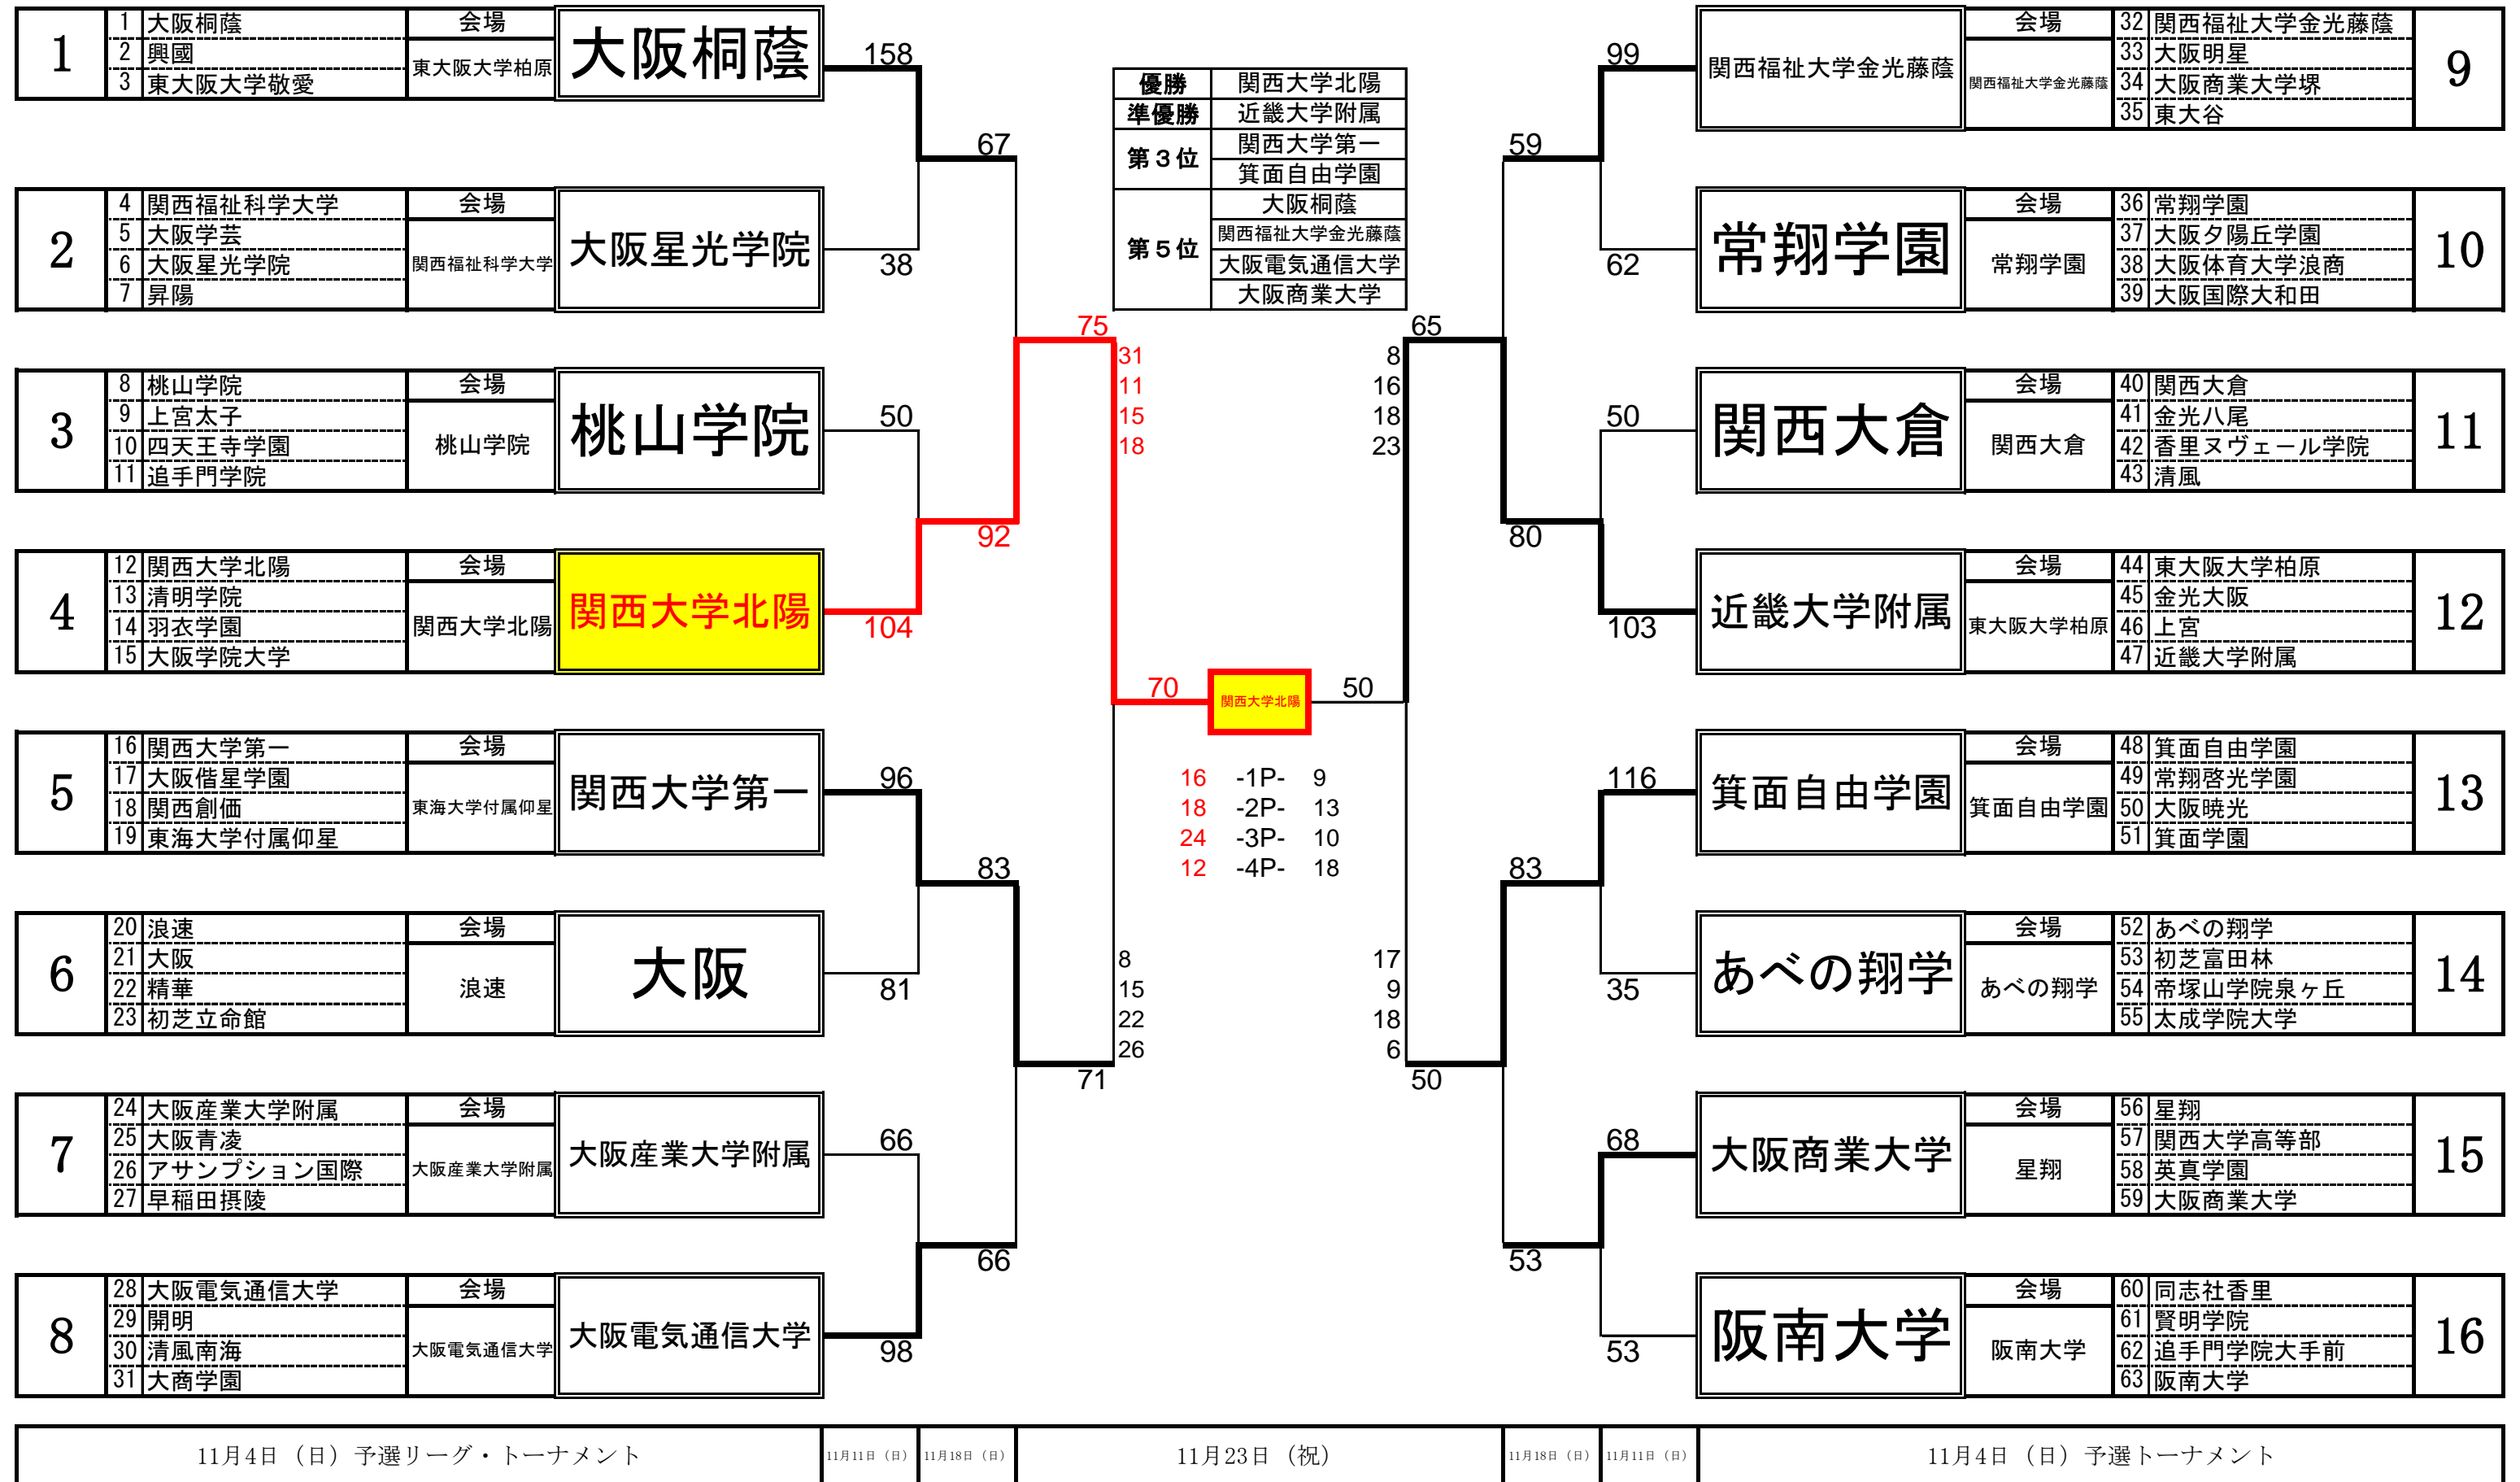 1
1 大阪桐蔭
2 興國
3 東大阪大学敬愛
会場
東大阪大学柏原
大阪桐蔭
158
2
4 関西福祉科学大学
5 大阪学芸
6 大阪星光学院
7 昇陽
会場
関西福祉科学大学
大阪星光学院
38
67
3
8 桃山学院
9 上宮太子
10 四天王寺学園
11 追手門学院
会場
桃山学院
桃山学院
50
4
12 関西大学北陽
13 清明学院
14 羽衣学園
15 大阪学院大学
会場
関西大学北陽
関西大学北陽
104
92
75
31
11
15
18
5
16 関西大学第一
17 大阪偕星学園
18 関西創価
19 東海大学付属仰星
会場
東海大学付属仰星
関西大学第一
96
6
20 浪速
21 大阪
22 精華
23 初芝立命館
会場
浪速
大阪
81
83
7
24 大阪産業大学附属
25 大阪青凌
26 アサンプション国際
27 早稲田摂陵
会場
大阪産業大学附属
大阪産業大学附属
66
8
28 大阪電気通信大学
29 開明
30 清風南海
31 大商学園
会場
大阪電気通信大学
大阪電気通信大学
98
66
8
15
22
26
71
優勝 関西大学北陽
準優勝 近畿大学附属
第3位 関西大学第一
箕面自由学園
第5位 大阪桐蔭
関西福祉大学金光藤蔭
大阪電気通信大学
大阪商業大学
70 関西大学北陽 50
16 -1P- 9
18 -2P- 13
24 -3P- 10
12 -4P- 18
99
関西福祉大学金光藤蔭
会場
関西福祉大学金光藤蔭
32 関西福祉大学金光藤蔭
33 大阪明星
34 大阪商業大学堺
35 東大谷
9
59
62
常翔学園
会場
常翔学園
36 常翔学園
37 大阪夕陽丘学園
38 大阪体育大学浪商
39 大阪国際大和田
10
65
8
16
18
23
50
関西大倉
会場
関西大倉
40 関西大倉
41 金光八尾
42 香里ヌヴェール学院
43 清風
11
80
103
近畿大学附属
会場
東大阪大学柏原
44 東大阪大学柏原
45 金光大阪
46 上宮
47 近畿大学附属
12
116
箕面自由学園
会場
箕面自由学園
48 箕面自由学園
49 常翔啓光学園
50 大阪暁光
51 箕面学園
13
83
35
あべの翔学
会場
あべの翔学
52 あべの翔学
53 初芝富田林
54 帝塚山学院泉ヶ丘
55 太成学院大学
14
17
9
18
6
50
68
大阪商業大学
会場
星翔
56 星翔
57 関西大学高等部
58 英真学園
59 大阪商業大学
15
53
53
阪南大学
会場
阪南大学
60 同志社香里
61 賢明学院
62 追手門学院大手前
63 阪南大学
16
11月4日（日）予選リーグ・トーナメント
11月11日（日）
11月18日（日）
11月23日（祝）
11月18日（日）
11月11日（日）
11月4日（日）予選トーナメント